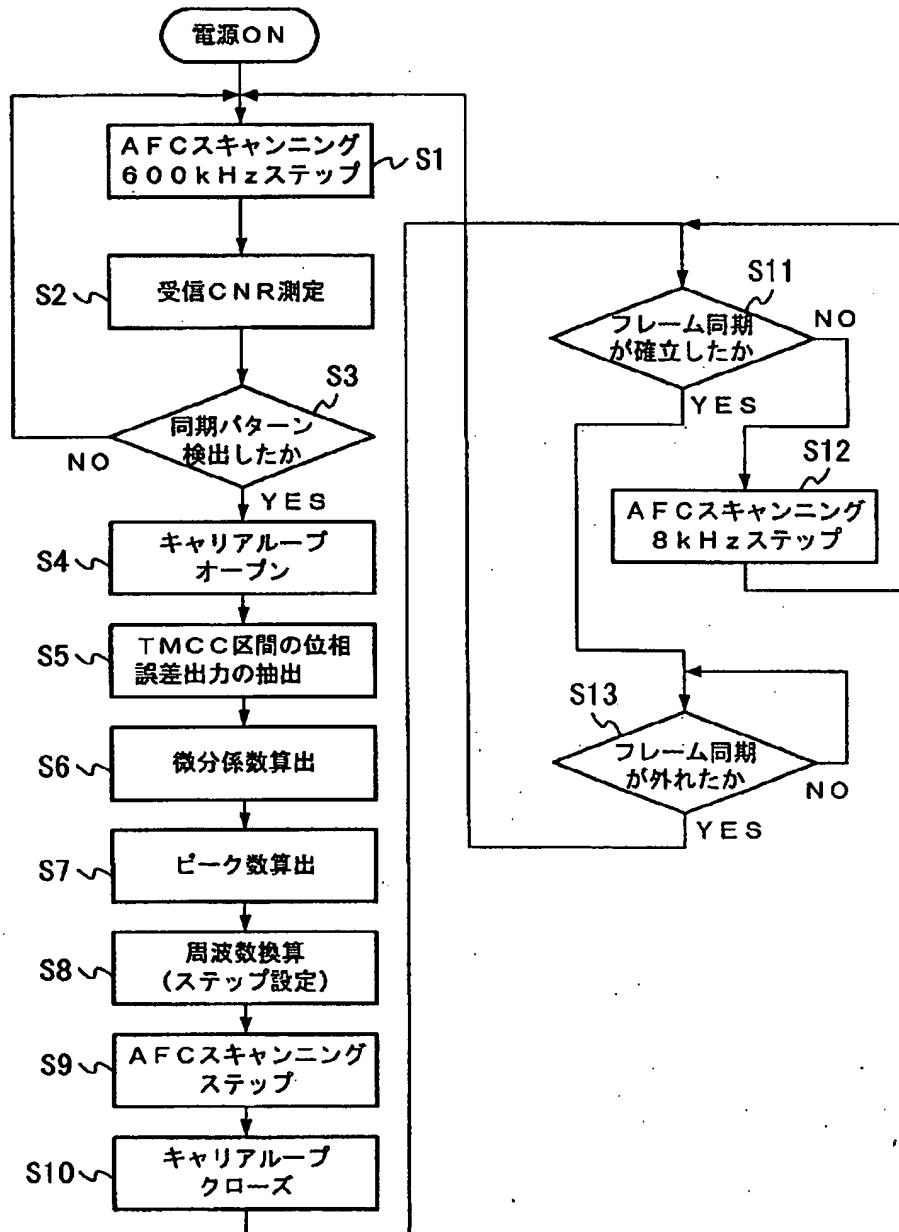 電源ON
AFCスキャンニング
600kHzステップ
S1
S2
受信CNR測定
S3
同期パターン
検出したか
NO
YES
S4
キャリアループ
オープン
S5
TMCC区間の位相
誤差出力の抽出
S6
微分係数算出
S7
ピーク数算出
S8
周波数換算
(ステップ設定)
S9
AFCスキャンニング
ステップ
S10
キャリアループ
クローズ
S11
フレーム同期
が確立したか
NO
YES
S12
AFCスキャンニング
8kHzステップ
S13
フレーム同期
が外れたか
NO
YES